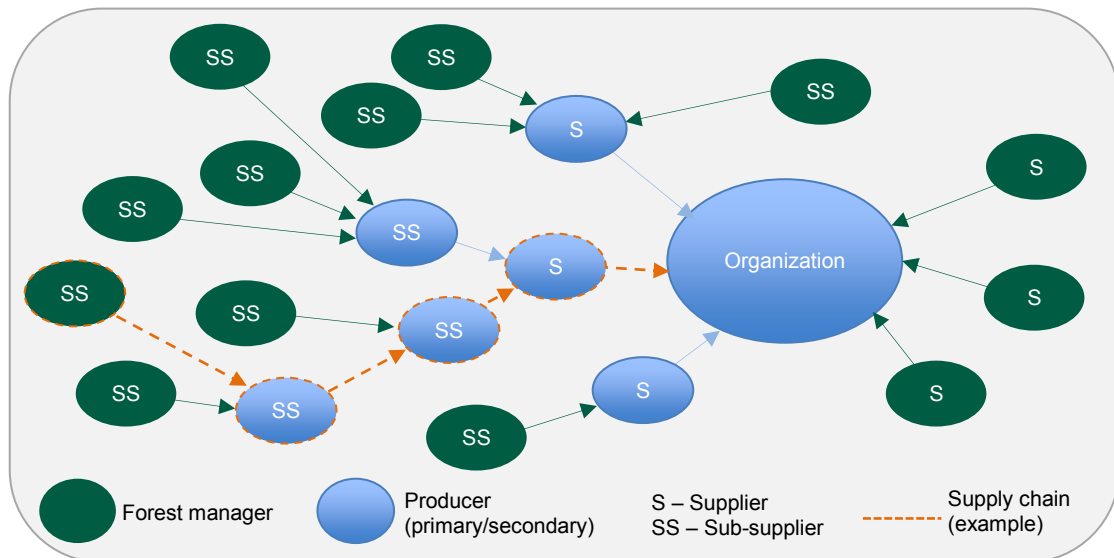 SS
SS
SS
SS
S
SS
S
SS
SS
SS
S
Organization
SS
SS
SS
S
SS
S
SS
S
SS
Forest manager
Producer
(primary/secondary)
S – Supplier
SS – Sub-supplier
Supply chain
(example)